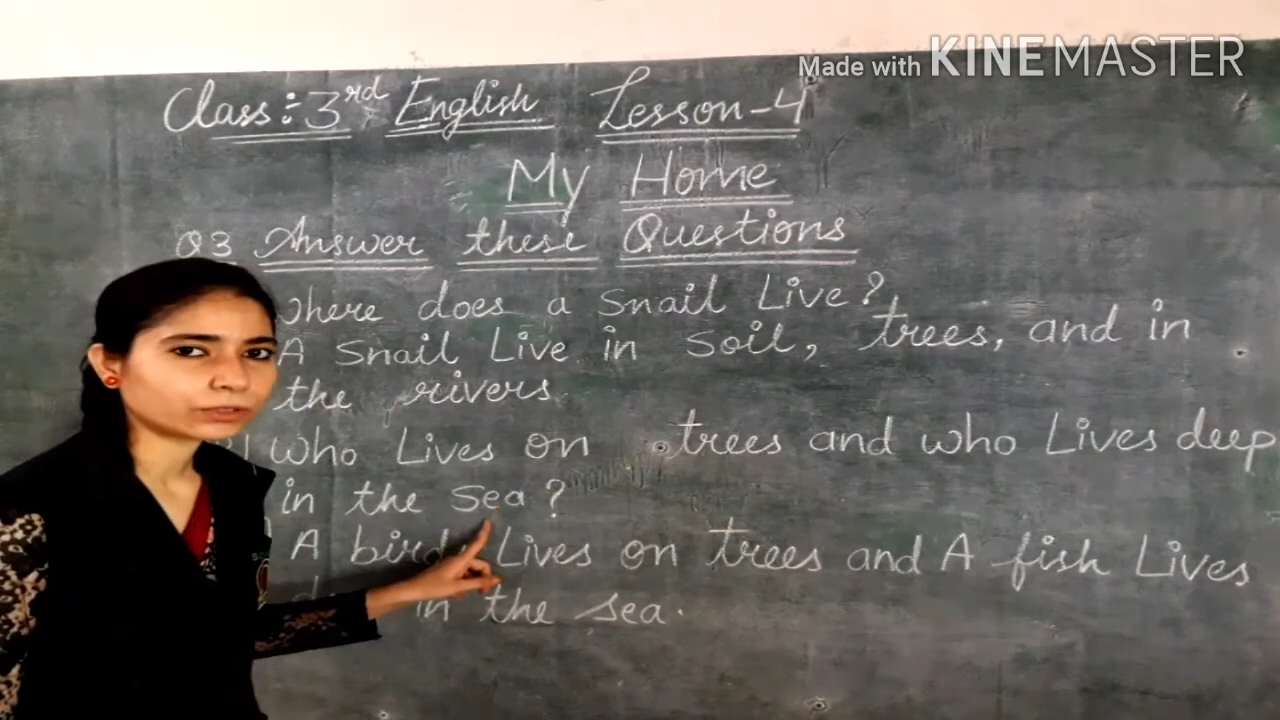 Made with KINEMASTER
Class:- 3rd English Lesson-4
My Home
Q3 Answer these Questions
here does a Snail Live?
A Snail Live in Soil, trees, and in
the rivers.
Who Lives on trees and who Lives deep
in the sea?
A bird Lives on trees and A fish Lives
in the sea.